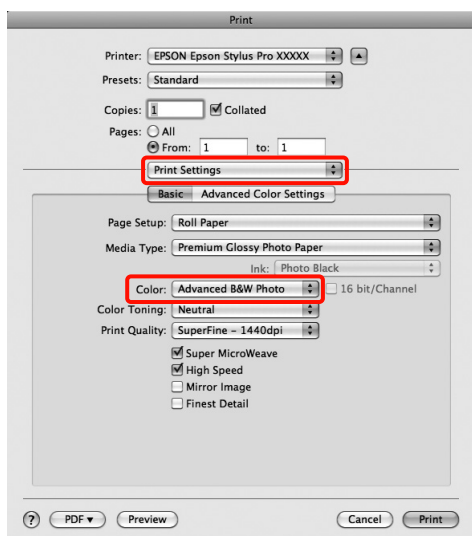 Print
Printer: EPSON Epson Stylus Pro XXXXX
Presets: Standard
Copies: 1 Collated
Pages: All
From: 1 to: 1
Print Settings
Basic Advanced Color Settings
Page Setup: Roll Paper
Media Type: Premium Glossy Photo Paper
Ink: Photo Black
Color: Advanced B&W Photo 16 bit/Channel
Color Toning: Neutral
Print Quality: SuperFine – 1440dpi
Super MicroWeave
High Speed
Mirror Image
Finest Detail
? PDF Preview Cancel Print